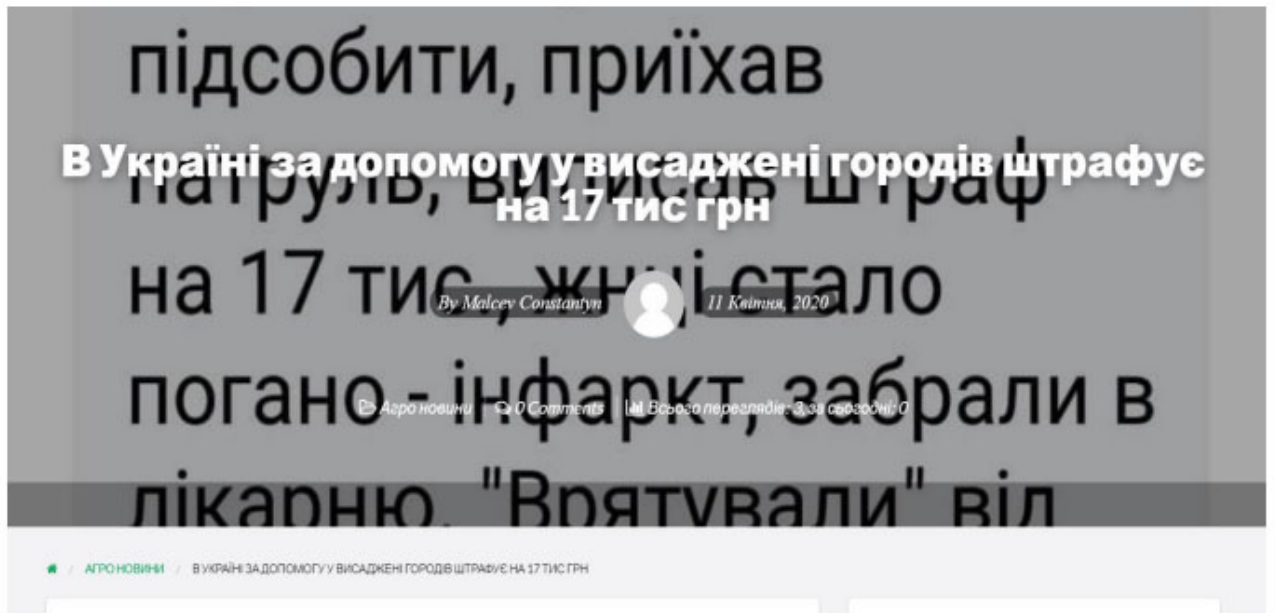 підсобити, приїхав
В Україні за допомогу у висаджені городів штрафує
на 17 тис грн
патруль, виписав штраф
на 17 тис, жнці стало
By Malcev Constantyn
11 Квітня, 2020
погано - інфаркт, забрали в
Агро новини 0 Comments Всього переглядів: 3, за сьогодні: 0
лікарню. "Врятували" від
/ АГРО НОВИНИ / В УКРАЇНІ ЗА ДОПОМОГУ У ВИСАДЖЕНІ ГОРОДІВ ШТРАФУЄ НА 17 ТИС ГРН